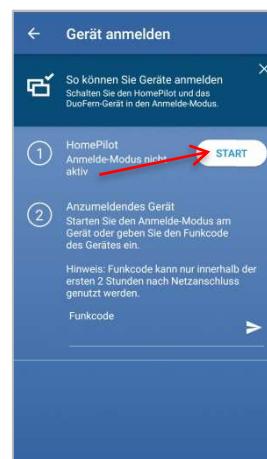 Gerät anmelden
So können Sie Geräte anmelden
Schalten Sie den HomePilot und das
DuoFern-Gerät in den Anmelde-Modus.
1
HomePilot
Anmelde-Modus nicht
aktiv
START
2
Anzumeldendes Gerät
Starten Sie den Anmelde-Modus am
Gerät oder geben Sie den Funkcode
des Gerätes ein.
Hinweis: Funkcode kann nur innerhalb der
ersten 2 Stunden nach Netzanschluss
genutzt werden.
Funkcode